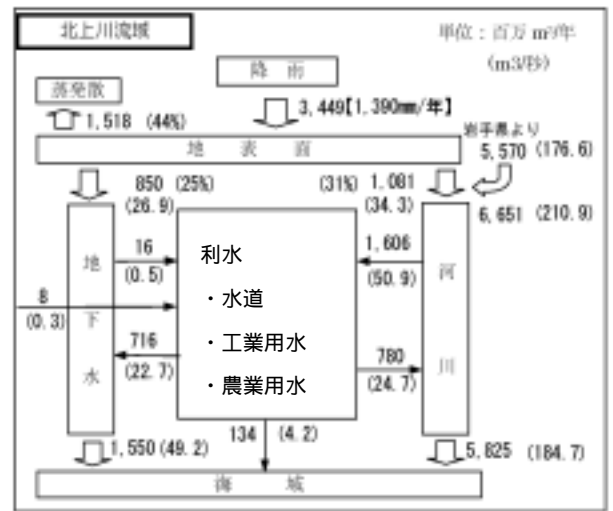 北上川流域
単位：百万 m³/年
(m3/秒)
降 雨
蒸発散
3,449【1,390mm/年】
1,518 (44%)
岩手県より
地 表 面
5,570 (176.6)
850 (25%)
(26.9)
(31%) 1,081
(34.3)
6,651 (210.9)
16
(0.5)
利水
・水道
・工業用水
・農業用水
1,606
(50.9)
8
(0.3)
地下水
716
(22.7)
780
(24.7)
河川
1,550 (49.2)
134 (4.2)
5,825 (184.7)
海 域